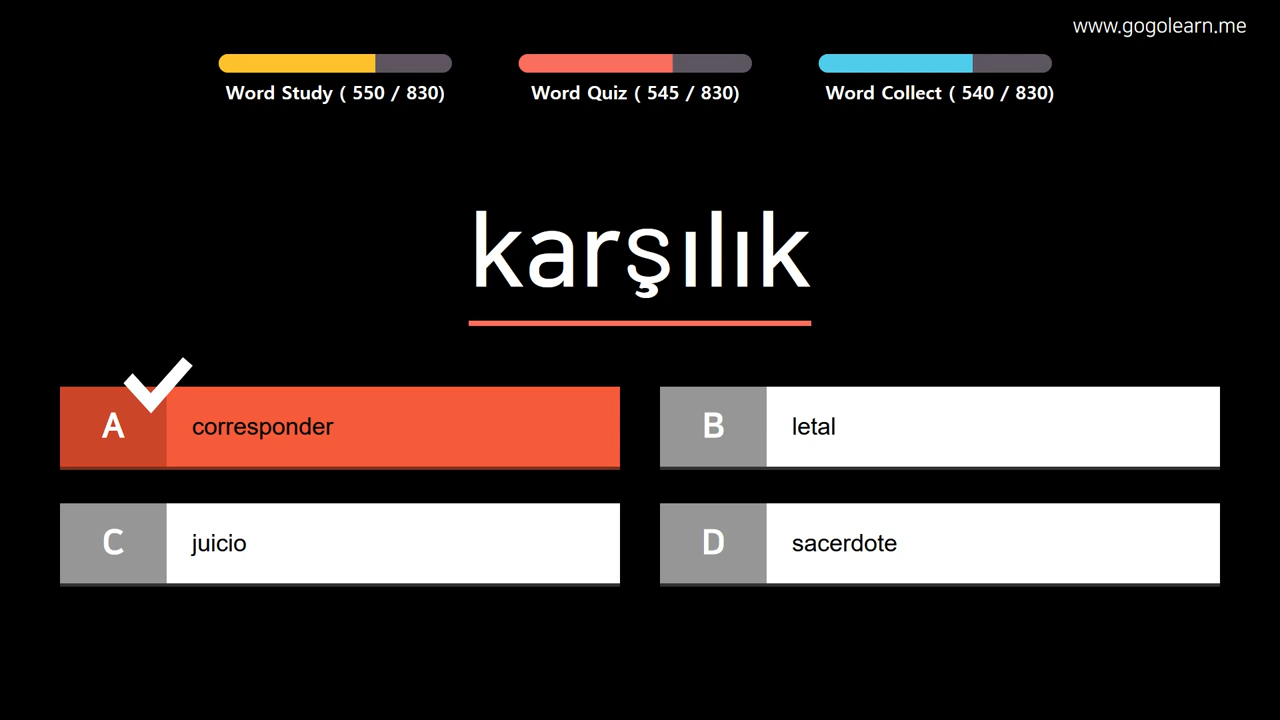 www.gogolearn.me
Word Study ( 550 / 830)
Word Quiz ( 545 / 830)
Word Collect ( 540 / 830)
karşılık
A corresponder
B letal
C juicio
D sacerdote